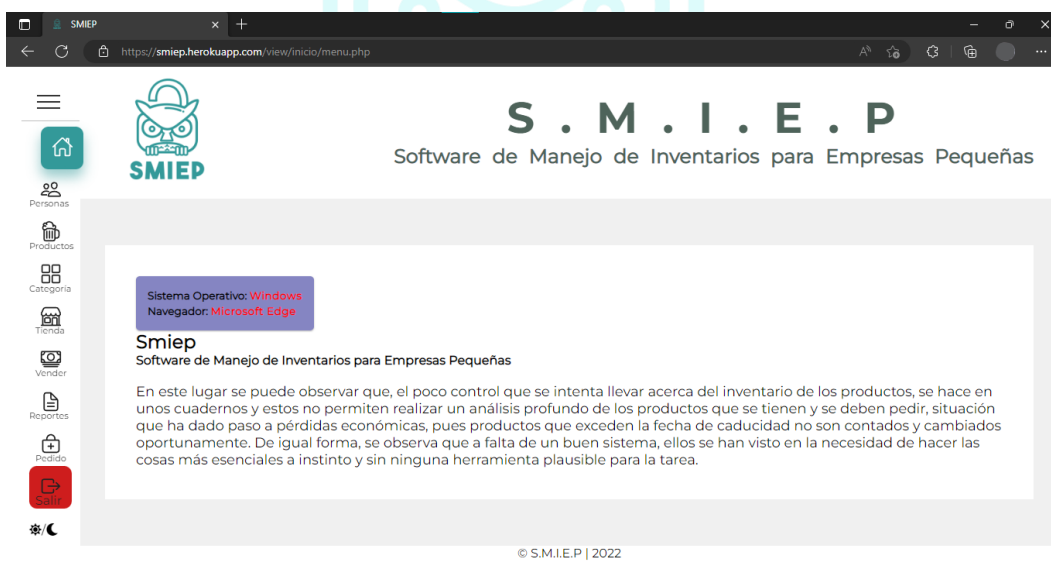 SMIEP
https://smiep.herokuapp.com/view/inicio/menu.php
SMIEP
S . M . I . E . P
Software de Manejo de Inventarios para Empresas Pequeñas
Personas
Productos
Categoria
Tienda
Vender
Reportes
Pedido
Salir
Sistema Operativo: Windows
Navegador: Microsoft Edge
Smiep
Software de Manejo de Inventarios para Empresas Pequeñas
En este lugar se puede observar que, el poco control que se intenta llevar acerca del inventario de los productos, se hace en
unos cuadernos y estos no permiten realizar un análisis profundo de los productos que se tienen y se deben pedir, situación
que ha dado paso a pérdidas económicas, pues productos que exceden la fecha de caducidad no son contados y cambiados
oportunamente. De igual forma, se observa que a falta de un buen sistema, ellos se han visto en la necesidad de hacer las
cosas más esenciales a instinto y sin ninguna herramienta plausible para la tarea.
© S.M.I.E.P | 2022